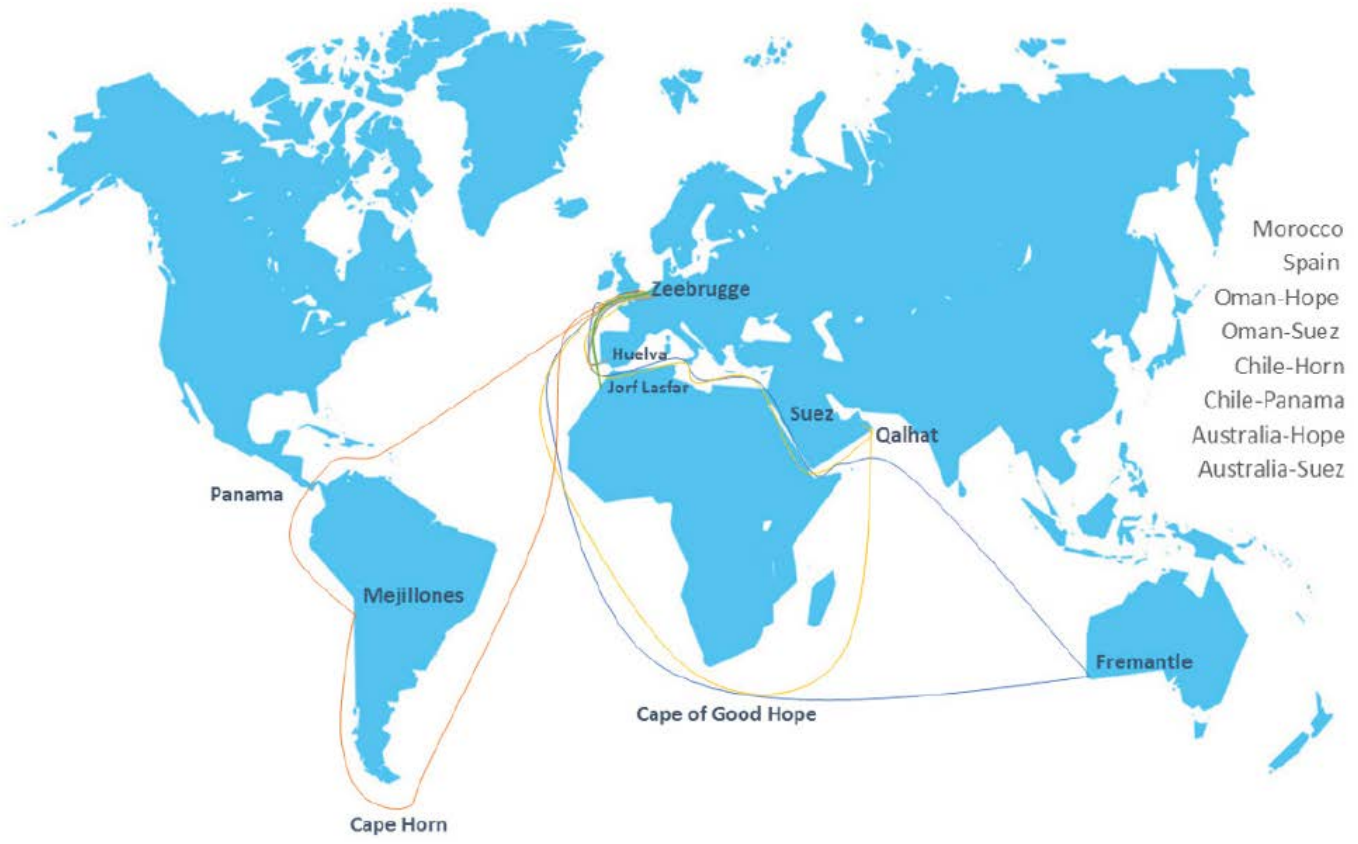 Morocco
Spain
Zeebrugge
Oman-Hope
Oman-Suez
Huelva
Chile-Horn
Jorf Lasfar
Chile-Panama
Suez
Qalhat
Australia-Hope
Australia-Suez
Panama
Mejillones
Fremantle
Cape of Good Hope
Cape Horn